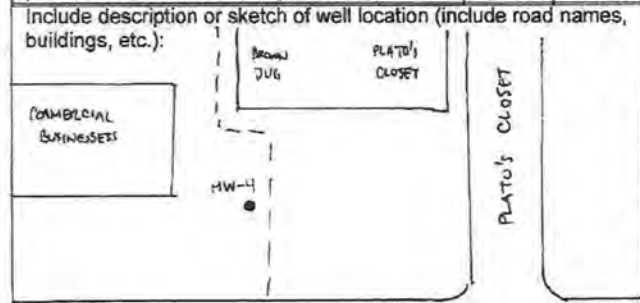 Include description or sketch of well location (include road names,
buildings, etc.):
BROWN
JUG
PLATO'S
CLOSET
COMMERCIAL
BUSINESSES
MW-4
PLATO'S CLOSET